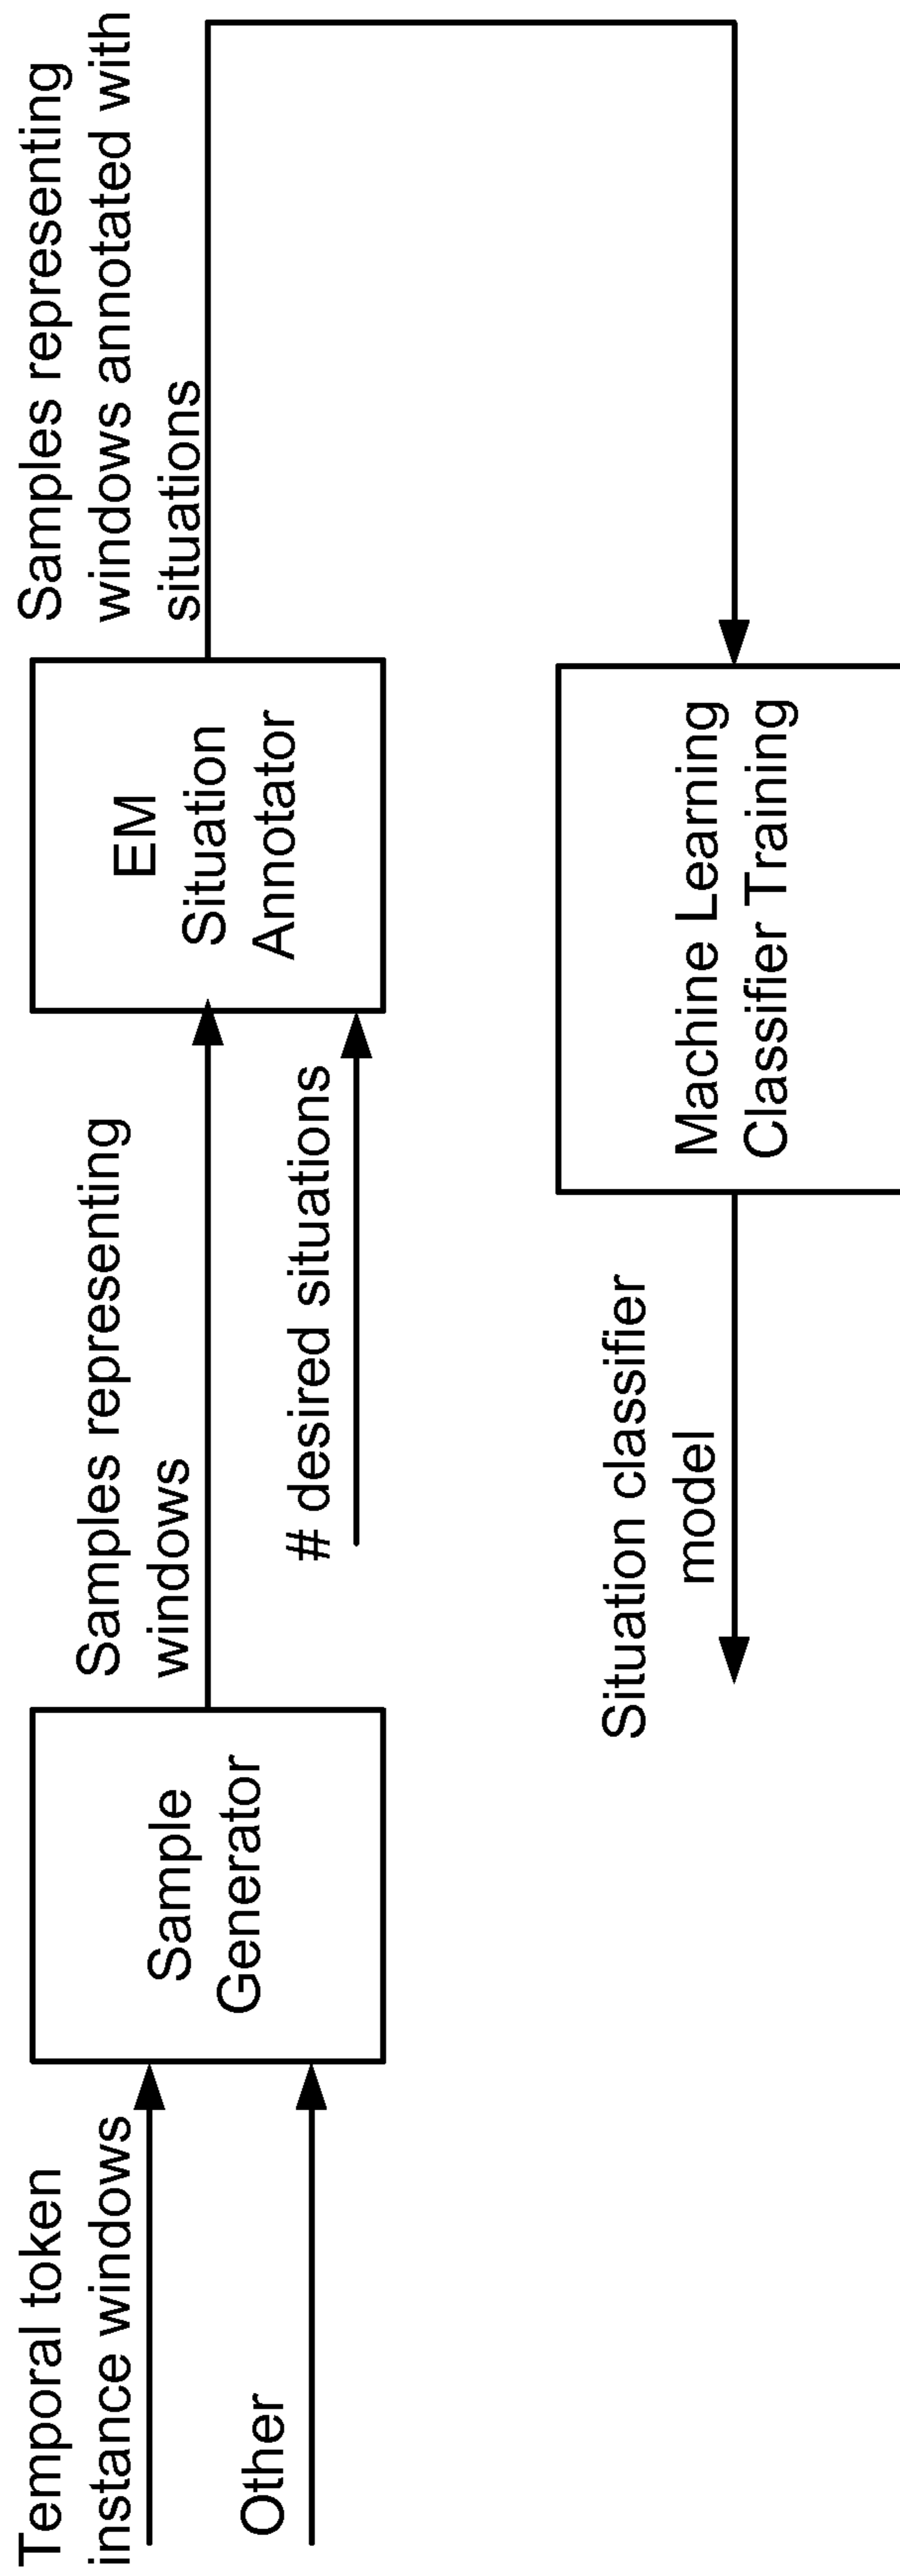 Temporal token
instance windows
Other
Sample
Generator
Samples representing
windows
# desired situations
EM
Situation
Annotator
Samples representing
windows annotated with
situations
Machine Learning
Classifier Training
Situation classifier
model